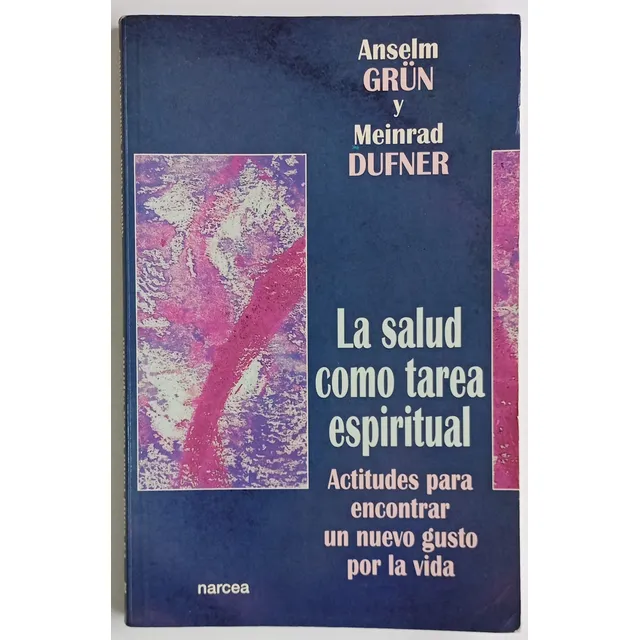 Anselm
GRÜN
y
Meinrad
DUFNER
La salud
como tarea
espiritual
Actitudes para
encontrar
un nuevo gusto
por la vida
narcea